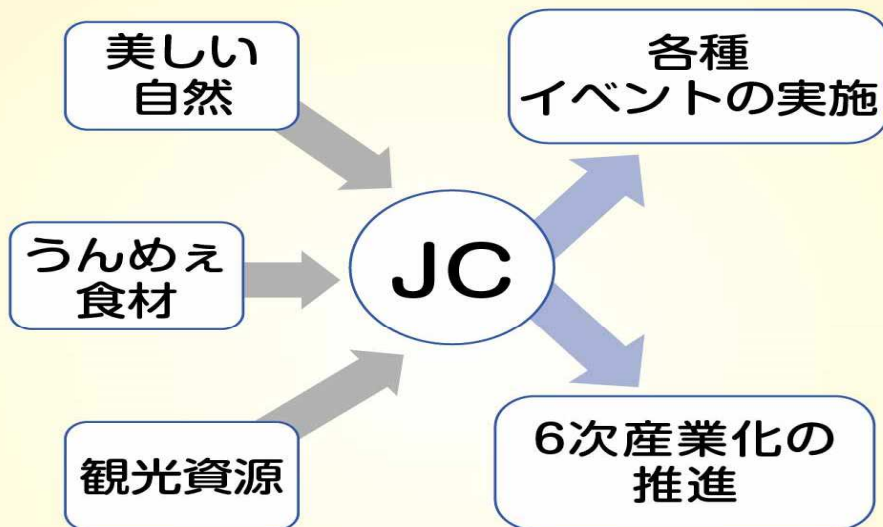 美しい
自然
うんめぇ
食材
観光資源
JC
各種
イベントの実施
6次産業化の
推進